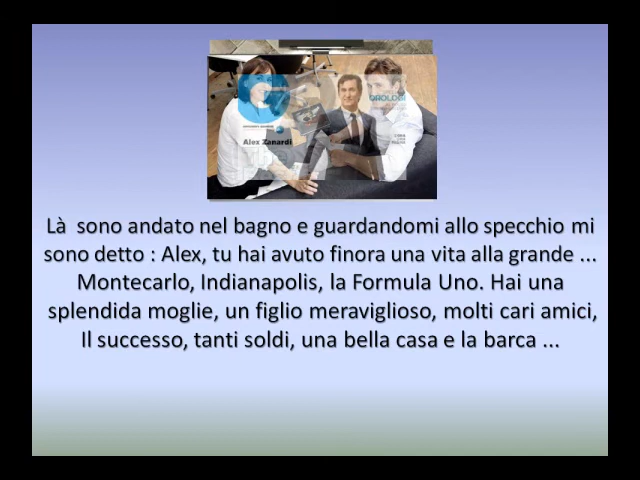 OROLOGI
Alex Zanardi
Là sono andato nel bagno e guardandomi allo specchio mi
sono detto : Alex, tu hai avuto finora una vita alla grande ...
Montecarlo, Indianapolis, la Formula Uno. Hai una
splendida moglie, un figlio meraviglioso, molti cari amici,
Il successo, tanti soldi, una bella casa e la barca ...